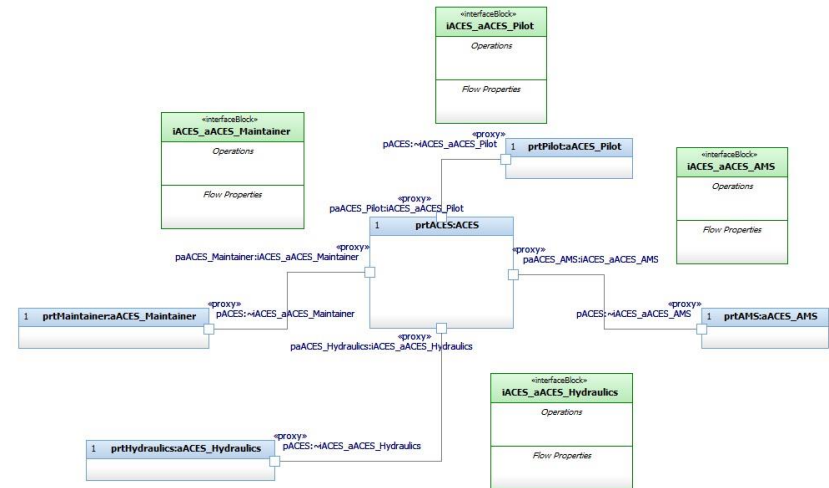 «interfaceBlock»
iACES_aACES_Pilot
Operations
Flow Properties
«interfaceBlock»
iACES_aACES_Maintainer
Operations
Flow Properties
«proxy»
pACES:~iACES_aACES_Pilot
1 prtPilot:aACES_Pilot
«interfaceBlock»
iACES_aACES_AMS
Operations
Flow Properties
«proxy»
paACES_Pilot:iACES_aACES_Pilot
1 prtACES:ACES
«proxy»
paACES_Maintainer:iACES_aACES_Maintainer
«proxy»
paACES_AMS:iACES_aACES_AMS
1 prtMaintainer:aACES_Maintainer
«proxy»
pACES:~iACES_aACES_Maintainer
«proxy»
pACES:~iACES_aACES_AMS
1 prtAMS:aACES_AMS
«proxy»
paACES_Hydraulics:iACES_aACES_Hydraulics
«interfaceBlock»
iACES_aACES_Hydraulics
Operations
Flow Properties
1 prtHydraulics:aACES_Hydraulics
«proxy»
pACES:~iACES_aACES_Hydraulics